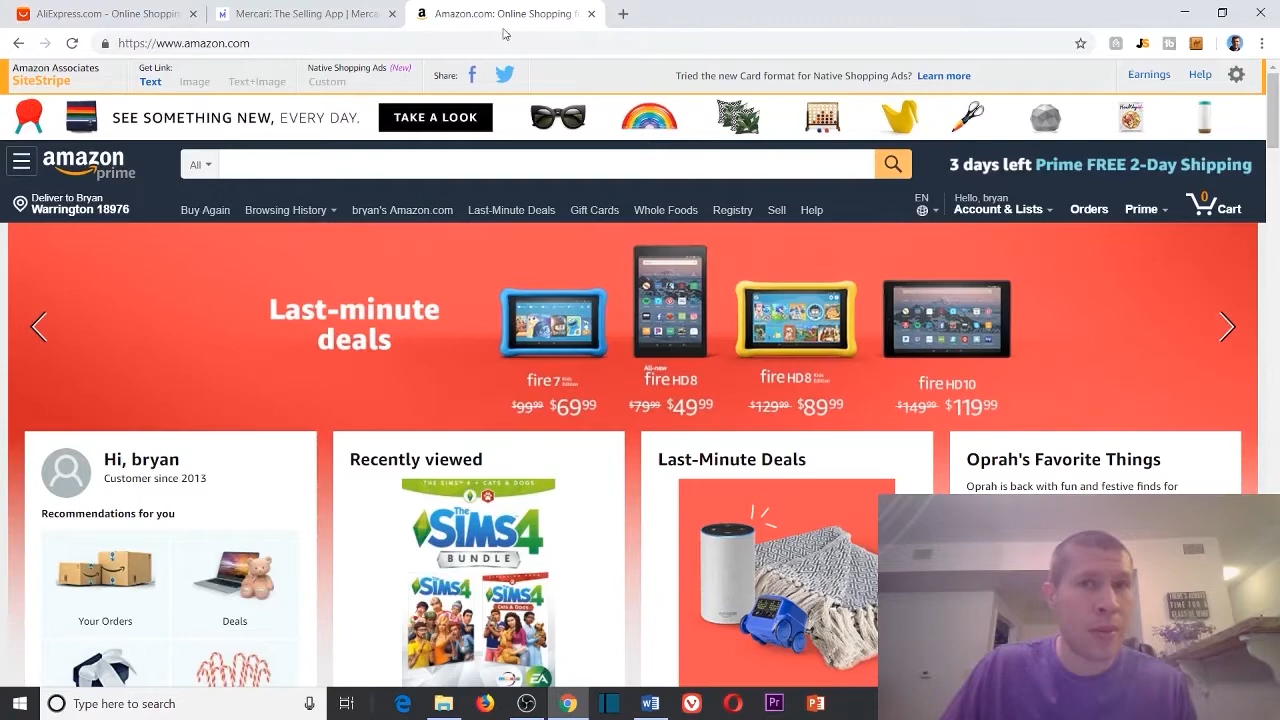 AliExpress.com - Online Shoppin
Mercari: The Selling App | Merca
Amazon.com: Online Shopping f
https://www.amazon.com
Amazon Associates
SiteStripe
Get Link:
Text
Image
Text+Image
Native Shopping Ads (New)
Custom
Share:
Tried the new Card format for Native Shopping Ads? Learn more
Earnings
Help
SEE SOMETHING NEW, EVERY DAY.
TAKE A LOOK
amazon
prime
All
3 days left Prime FREE 2-Day Shipping
Deliver to Bryan
Warrington 18976
Buy Again
Browsing History
bryan's Amazon.com
Last-Minute Deals
Gift Cards
Whole Foods
Registry
Sell
Help
EN
Hello, bryan
Account & Lists
Orders
Prime
0
Cart
Last-minute
deals
fire 7 Kids Edition
$99.99 $69.99
All-new
fire HD8
$79.99 $49.99
fire HD8 Kids Edition
$129.99 $89.99
fire HD10
$149.99 $119.99
Hi, bryan
Customer since 2013
Recommendations for you
Your Orders
Deals
Recently viewed
THE SIMS 4 + CATS & DOGS
The
SIMS 4
BUNDLE
SIMS 4
SIMS 4
CATS & DOGS
EA
Last-Minute Deals
Oprah's Favorite Things
Oprah is back with fun and festive finds for
Type here to search